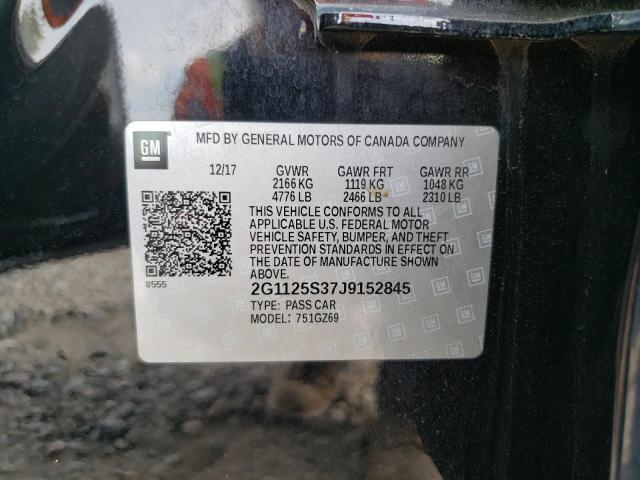 GM
MFD BY GENERAL MOTORS OF CANADA COMPANY
12/17 GVWR GAWR FRT GAWR RR
2166 KG 1119 KG 1048 KG
4776 LB 2466 LB 2310 LB
THIS VEHICLE CONFORMS TO ALL
APPLICABLE U.S. FEDERAL MOTOR
VEHICLE SAFETY, BUMPER, AND THEFT
PREVENTION STANDARDS IN EFFECT ON
THE DATE OF MANUFACTURE SHOWN
ABOVE.
8555
2G1125S37J9152845
TYPE: PASS CAR
MODEL: 751GZ69